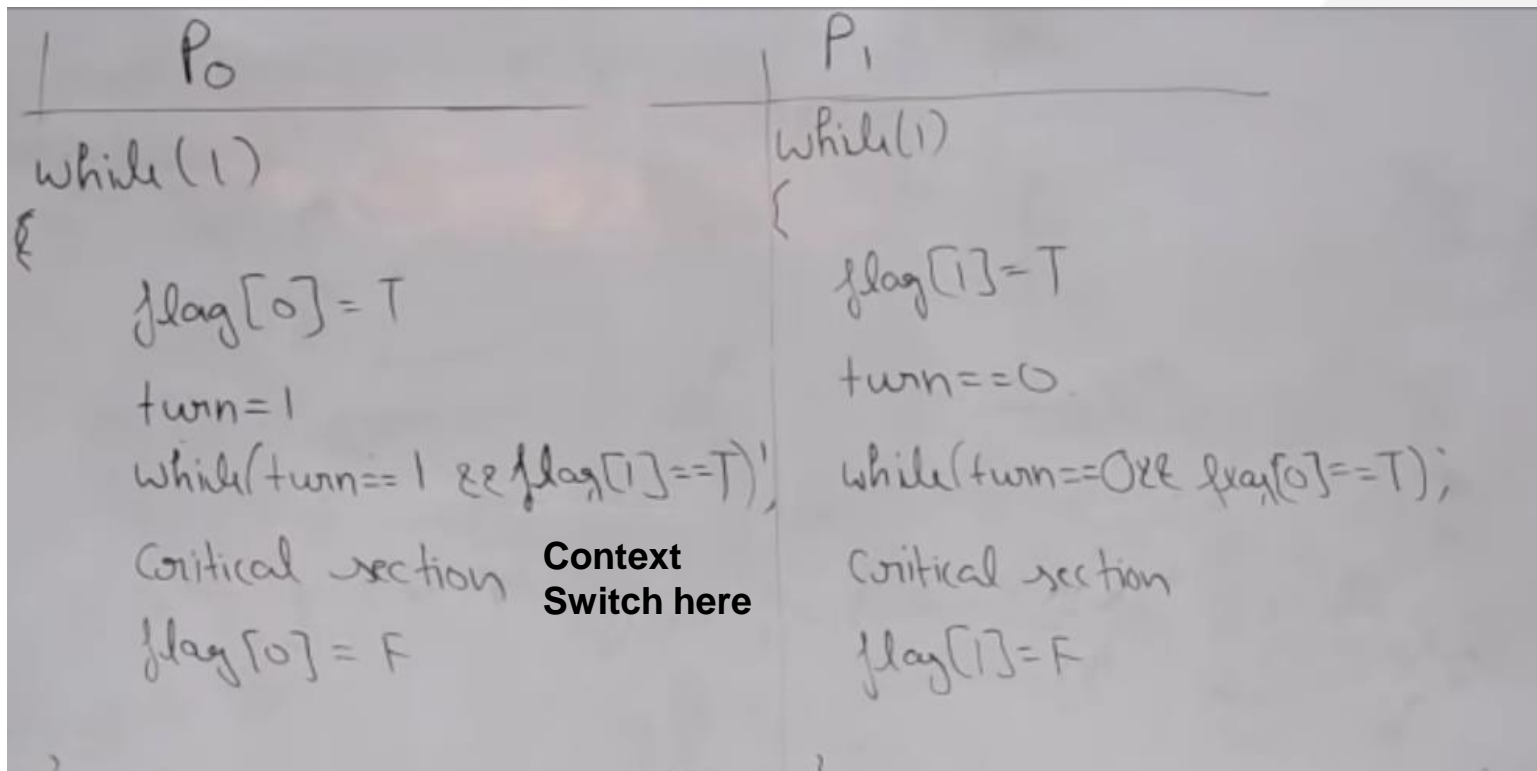 P0
while(1)
{
flag[0]=T
turn=1
while(turn==1 && flag[1]==T);
Critical section
flag[0]=F
}
Context
Switch here
P1
while(1)
{
flag[1]=T
turn==0
while(turn==0&& flag[0]==T);
Critical section
flag[1]=F
}